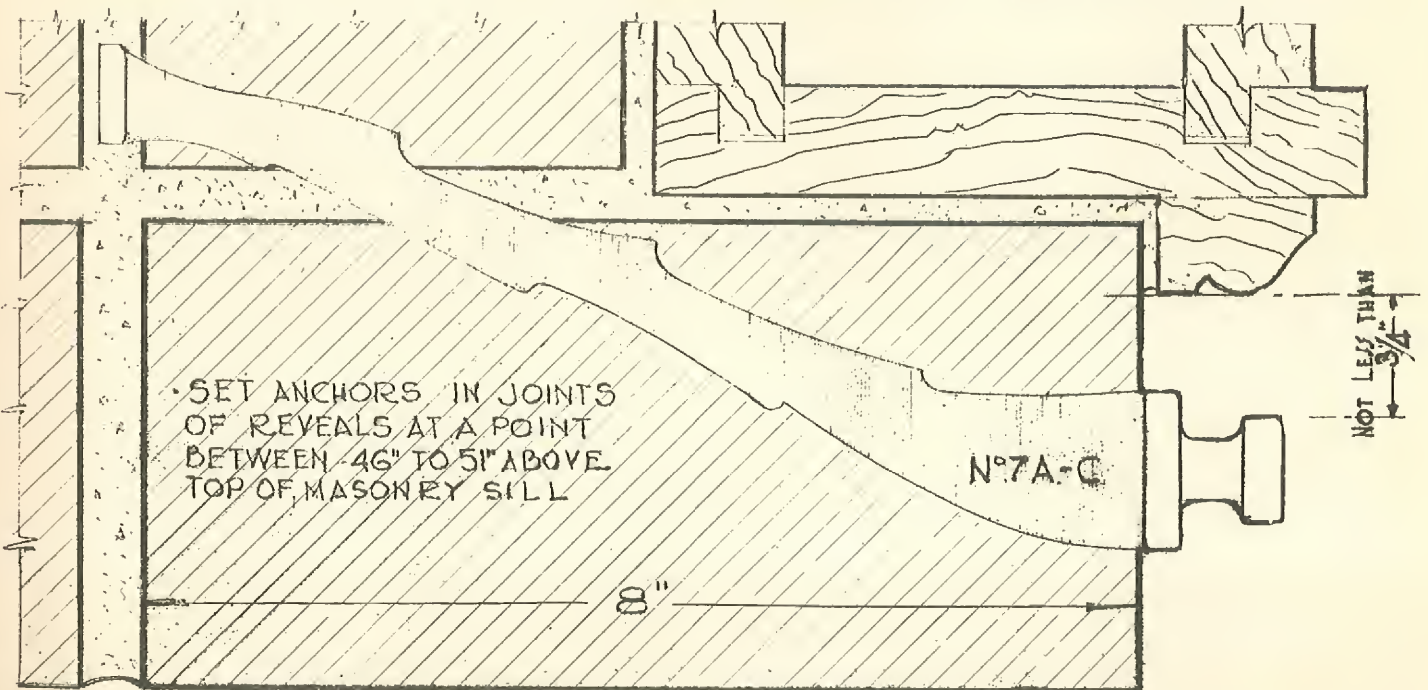 · SET ANCHORS IN JOINTS
OF REVEALS AT A POINT
BETWEEN 46" TO 51" ABOVE
TOP OF MASONRY SILL
Nº7A.-C
8"
NOT LESS THAN
3/4"